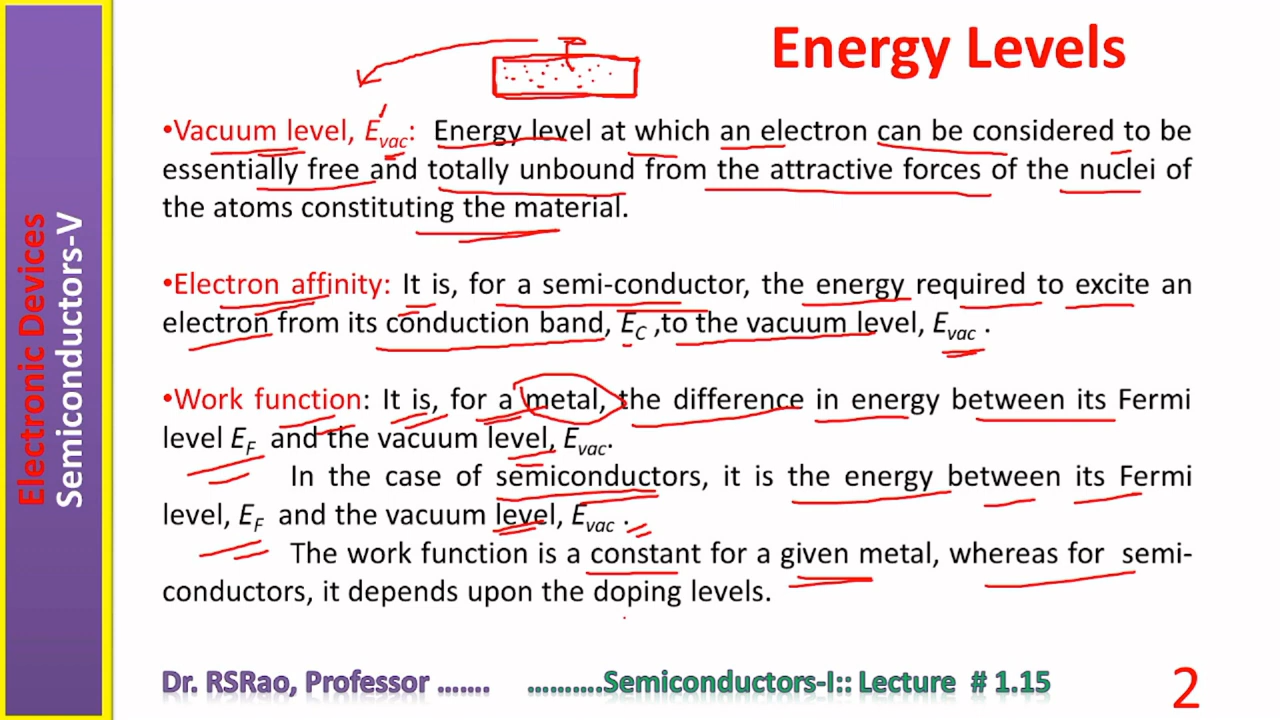 Energy Levels
•Vacuum level, Evac: Energy level at which an electron can be considered to be
essentially free and totally unbound from the attractive forces of the nuclei of
the atoms constituting the material.
•Electron affinity: It is, for a semi-conductor, the energy required to excite an
electron from its conduction band, EC ,to the vacuum level, Evac .
•Work function: It is, for a metal, the difference in energy between its Fermi
level EF and the vacuum level, Evac.
In the case of semiconductors, it is the energy between its Fermi
level, EF and the vacuum level, Evac .
The work function is a constant for a given metal, whereas for semi-
conductors, it depends upon the doping levels.
Electronic Devices
Semiconductors-V
Dr. RSRao, Professor ....... ..........Semiconductors-I:: Lecture # 1.15
2